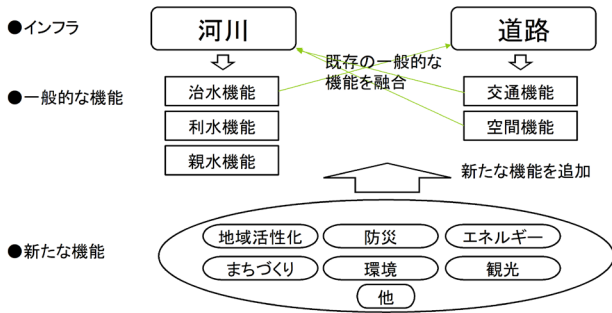 ●インフラ
河川
道路
既存の一般的な
機能を融合
●一般的な機能
治水機能
利水機能
親水機能
交通機能
空間機能
新たな機能を追加
●新たな機能
地域活性化
防災
エネルギー
まちづくり
環境
観光
他